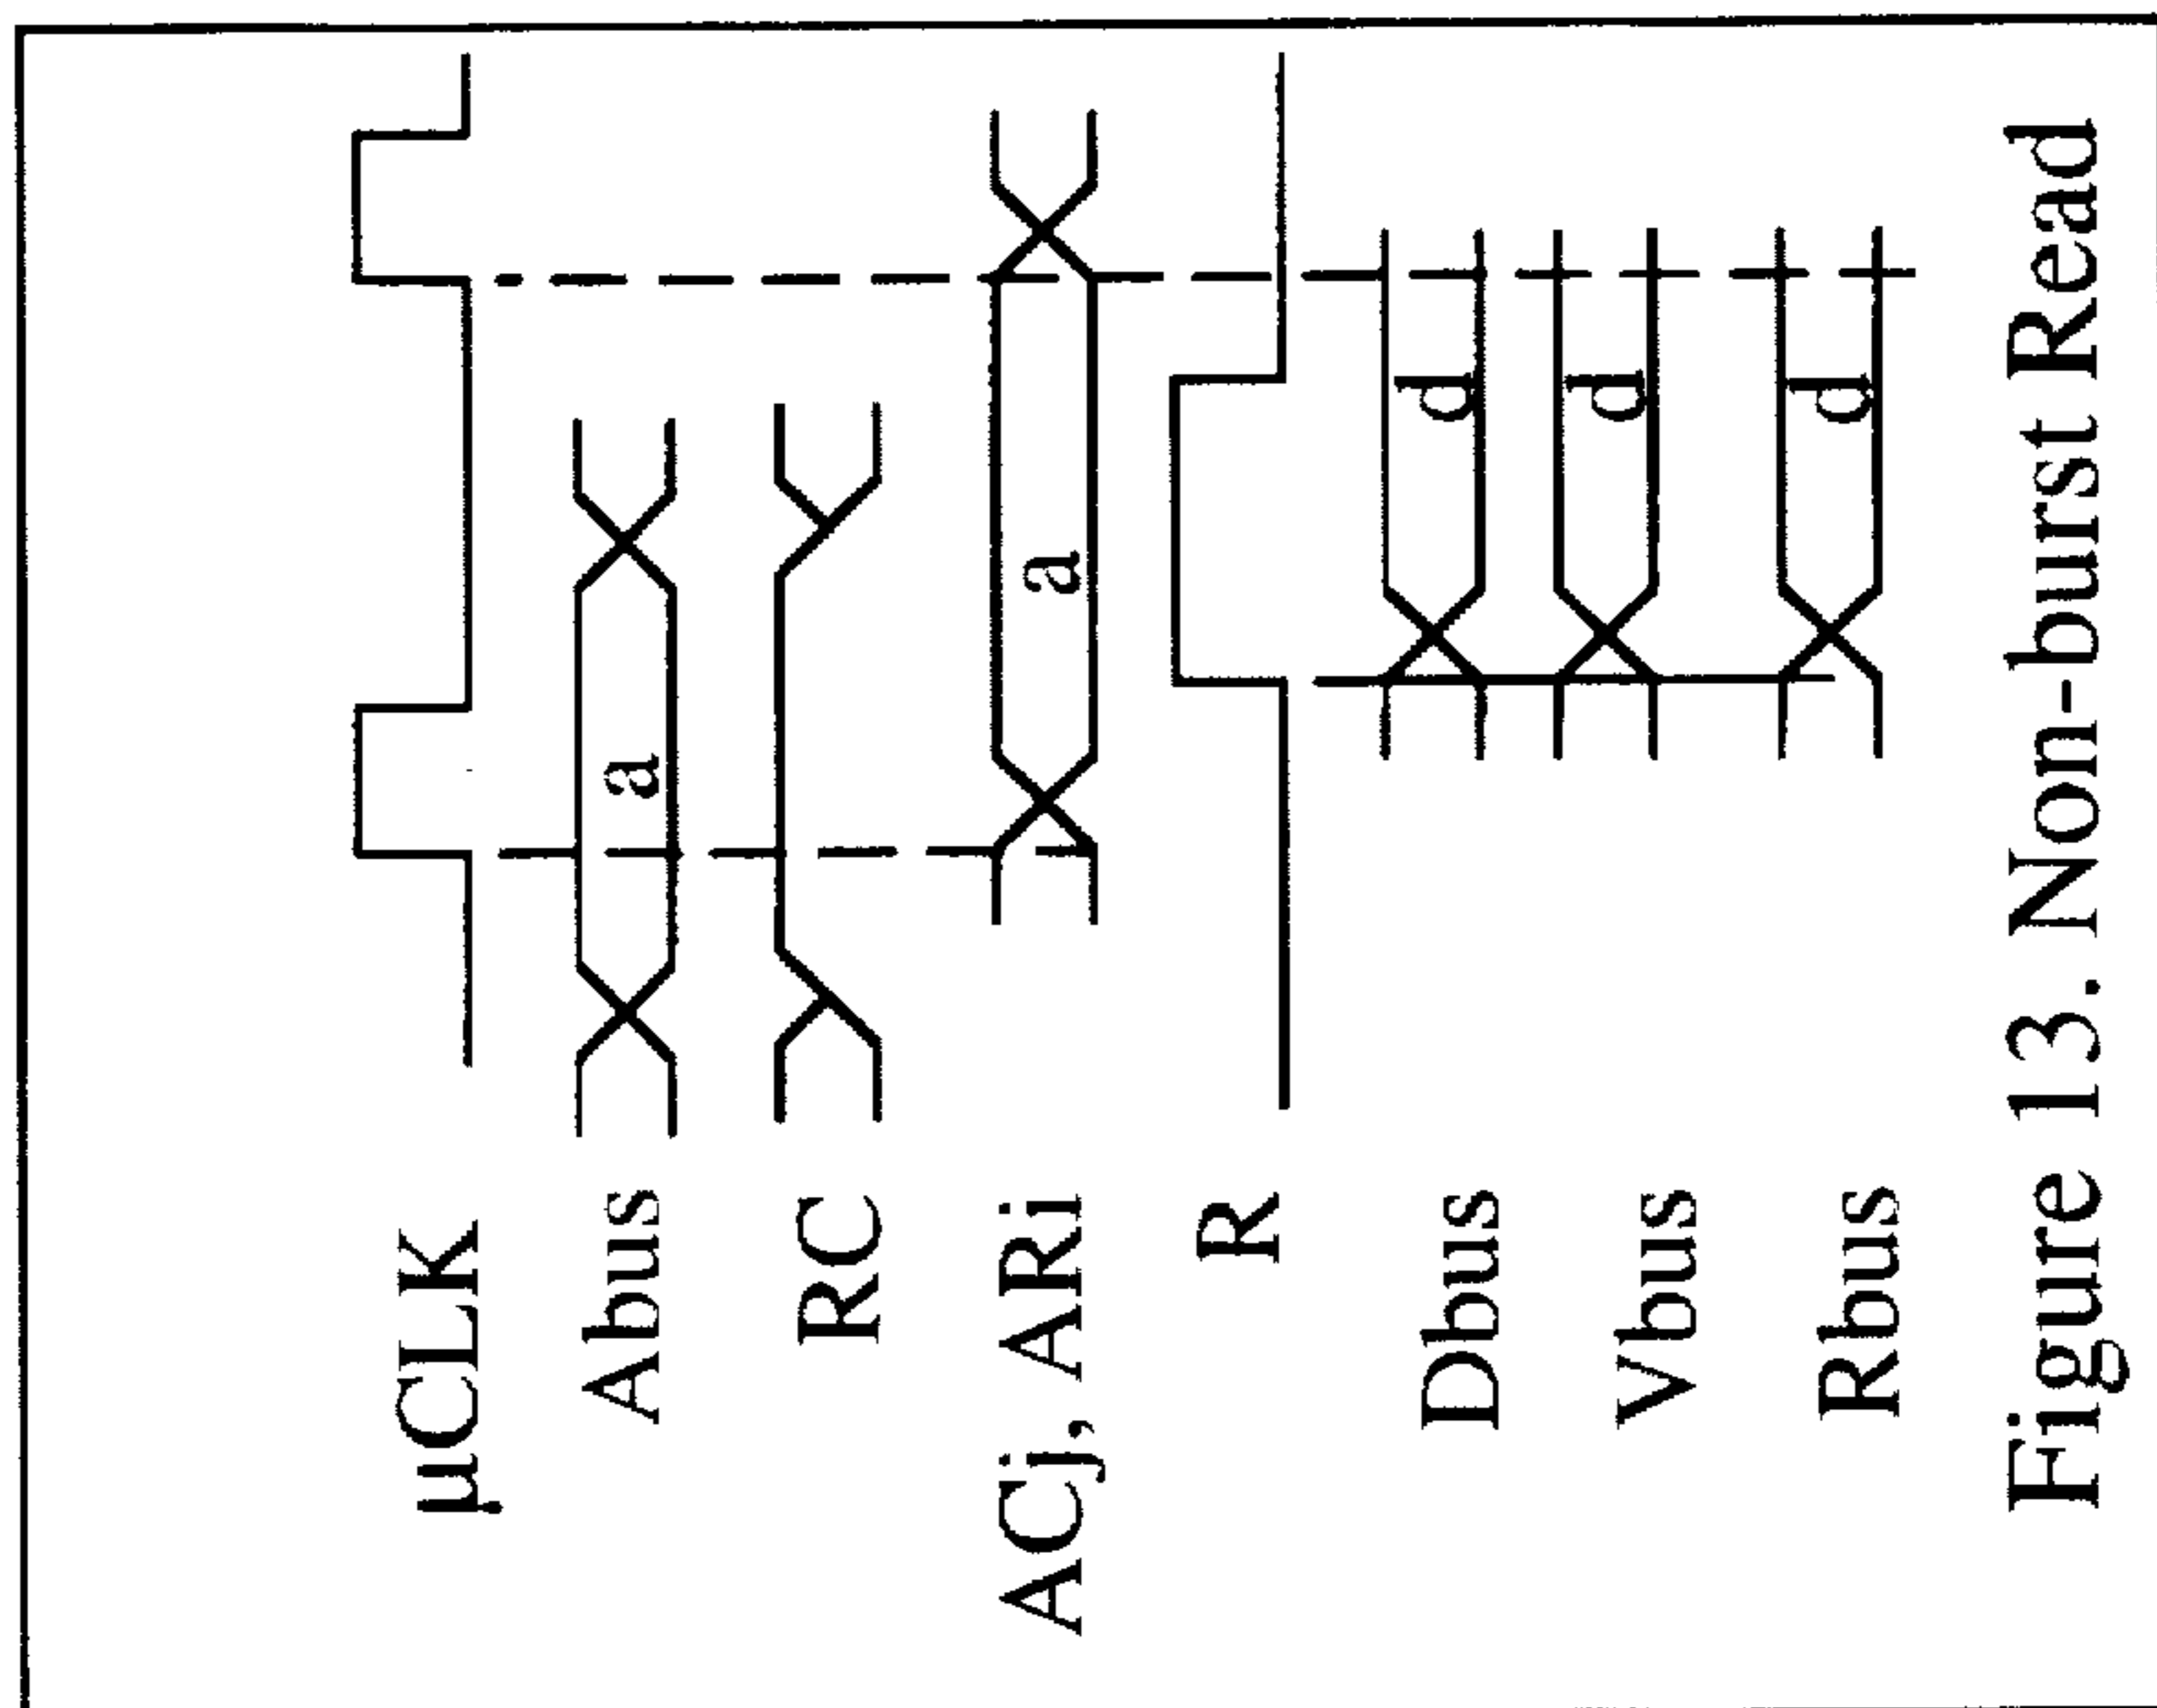 µCLK
Abus a
RC
ACj, ARi a
R
Dbus d
Vbus d
Rbus d
Figure 13. Non-burst Read